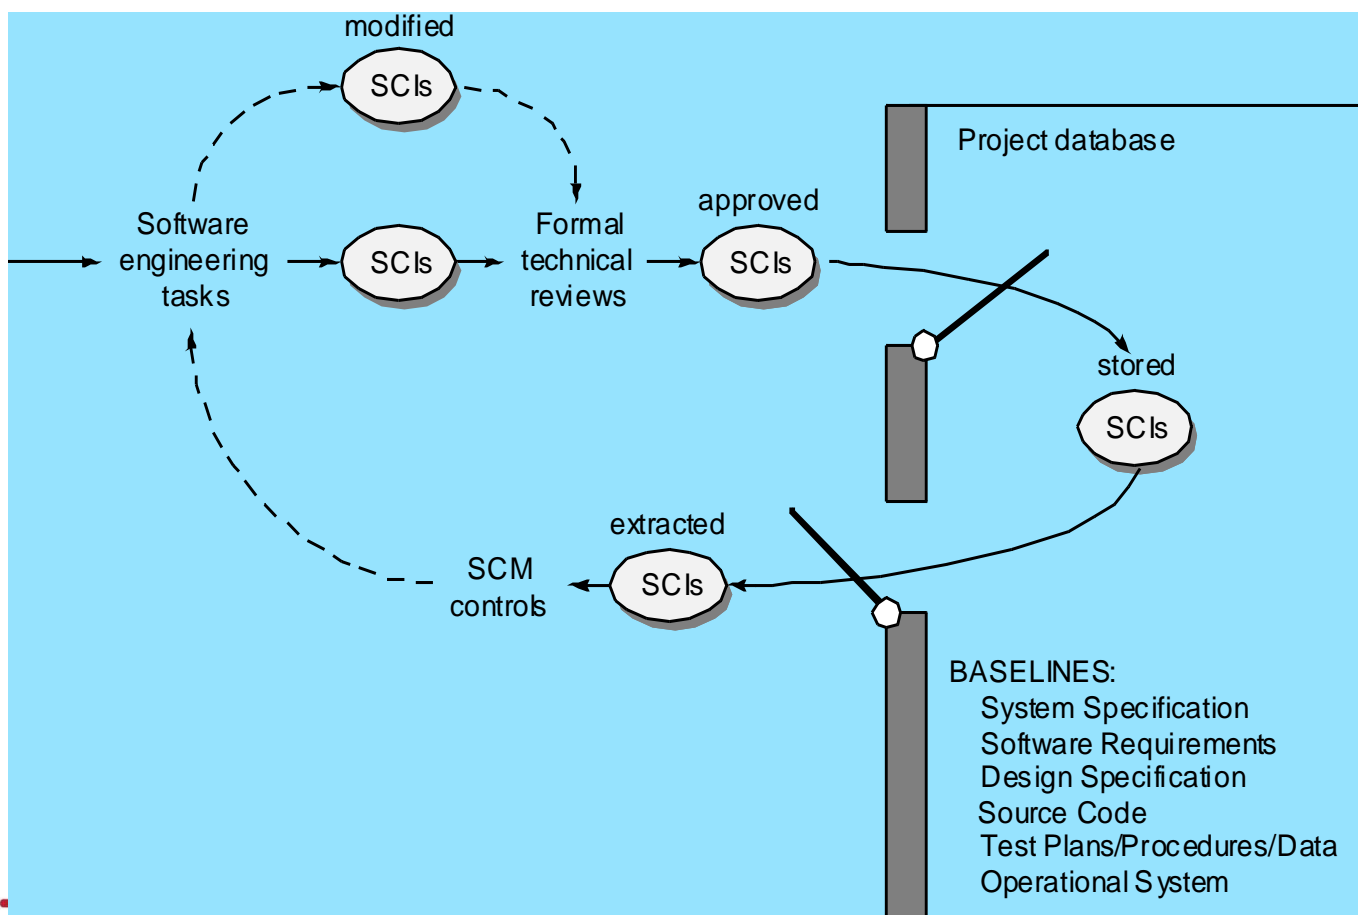 modified
SCIs
Project database
approved
Software
engineering
tasks
SCIs
Formal
technical
reviews
SCIs
stored
SCIs
extracted
SCIs
SCM
controls
BASELINES:
System Specification
Software Requirements
Design Specification
Source Code
Test Plans/Procedures/Data
Operational System